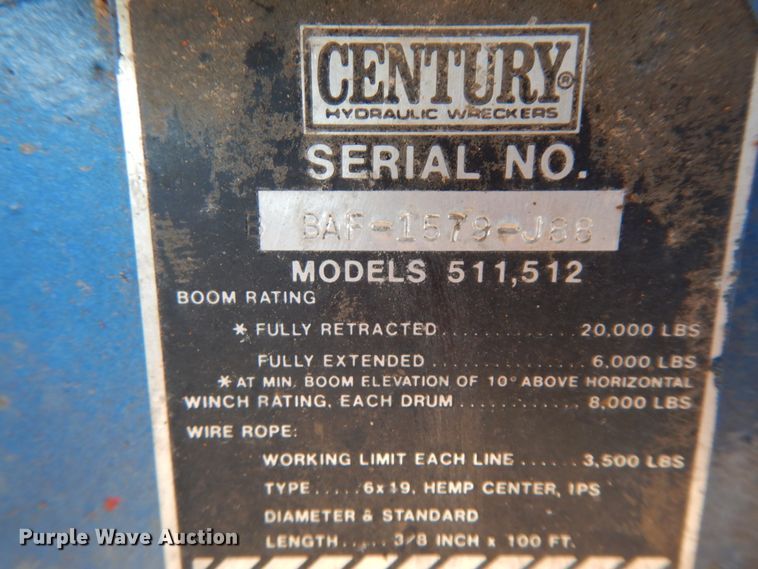 CENTURY®
HYDRAULIC WRECKERS
SERIAL NO.
B BAF-1579-J88
MODELS 511,512
BOOM RATING
* FULLY RETRACTED............20,000 LBS
FULLY EXTENDED..............6,000 LBS
* AT MIN. BOOM ELEVATION OF 10° ABOVE HORIZONTAL
WINCH RATING, EACH DRUM...........8,000 LBS
WIRE ROPE:
WORKING LIMIT EACH LINE......3,500 LBS
TYPE.....6x19, HEMP CENTER, IPS
DIAMETER & STANDARD
LENGTH.....3/8 INCH x 100 FT.
Purple Wave Auction